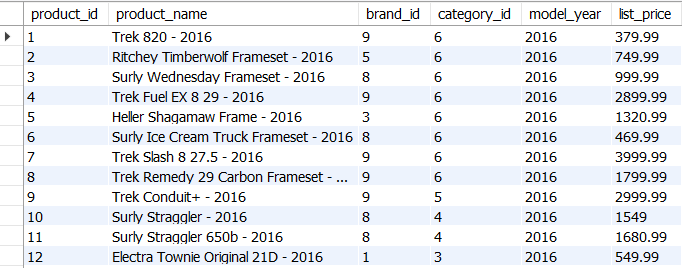 product_id product_name brand_id category_id model_year list_price
1 Trek 820 - 2016 9 6 2016 379.99
2 Ritchey Timberwolf Frameset - 2016 5 6 2016 749.99
3 Surly Wednesday Frameset - 2016 8 6 2016 999.99
4 Trek Fuel EX 8 29 - 2016 9 6 2016 2899.99
5 Heller Shagamaw Frame - 2016 3 6 2016 1320.99
6 Surly Ice Cream Truck Frameset - 2016 8 6 2016 469.99
7 Trek Slash 8 27.5 - 2016 9 6 2016 3999.99
8 Trek Remedy 29 Carbon Frameset - ... 9 6 2016 1799.99
9 Trek Conduit+ - 2016 9 5 2016 2999.99
10 Surly Straggler - 2016 8 4 2016 1549
11 Surly Straggler 650b - 2016 8 4 2016 1680.99
12 Electra Townie Original 21D - 2016 1 3 2016 549.99